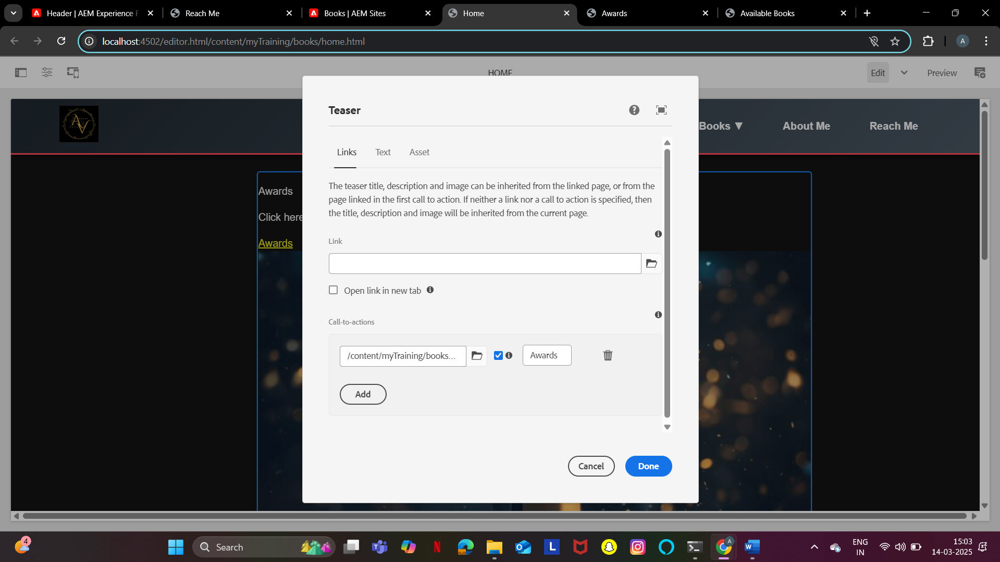 Header | AEM Experience F
Reach Me
Books | AEM Sites
Home
Awards
Available Books
localhost:4502/editor.html/content/myTraining/books/home.html
A
HOME
Edit
Preview
AV
Books ▼
About Me
Reach Me
Awards
Click here
Awards
Teaser
Links
Text
Asset
The teaser title, description and image can be inherited from the linked page, or from the
page linked in the first call to action. If neither a link nor a call to action is specified, then
the title, description and image will be inherited from the current page.
Link
Open link in new tab
Call-to-actions
/content/myTraining/books...
Awards
Add
Cancel
Done
4
Search
ENG
IN
15:03
14-03-2025